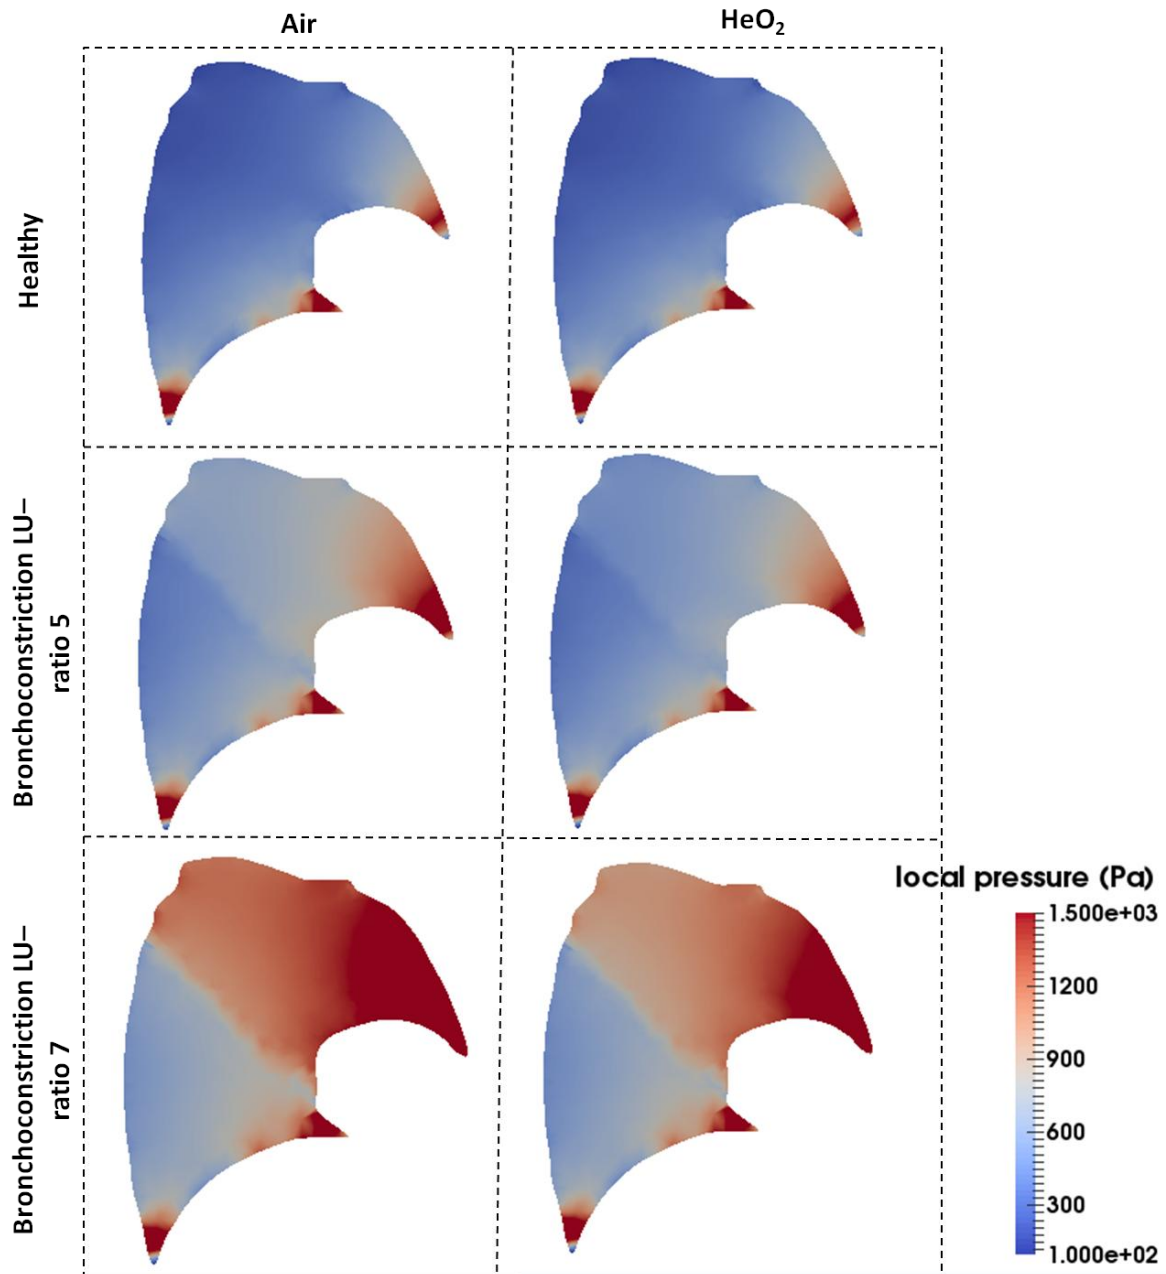 Air
HeO₂
Healthy
Bronchoconstriction LU–
ratio 5
Bronchoconstriction LU–
ratio 7
local pressure (Pa)
1.500e+03
1200
900
600
300
1.000e+02